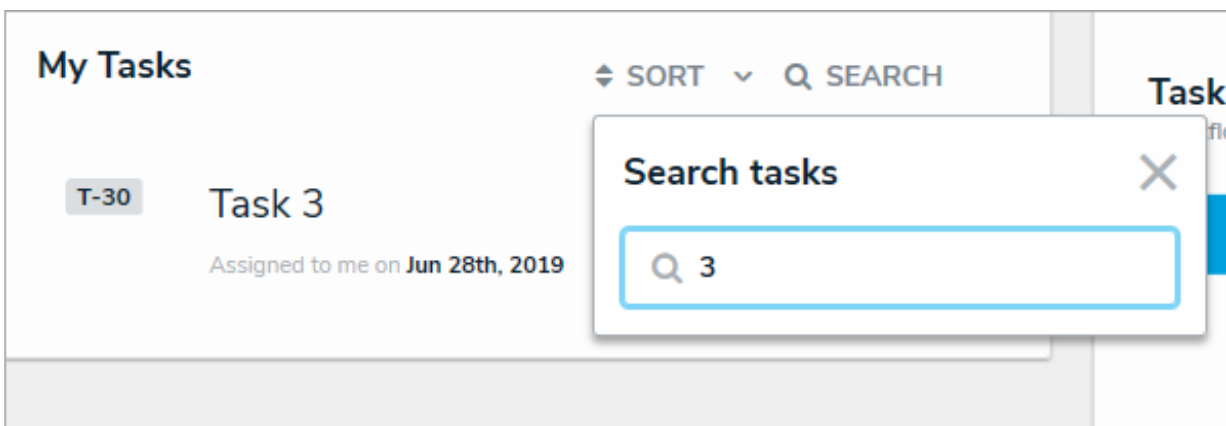 My Tasks
SORT SEARCH
Task
Search tasks
T-30 Task 3
Assigned to me on Jun 28th, 2019
3